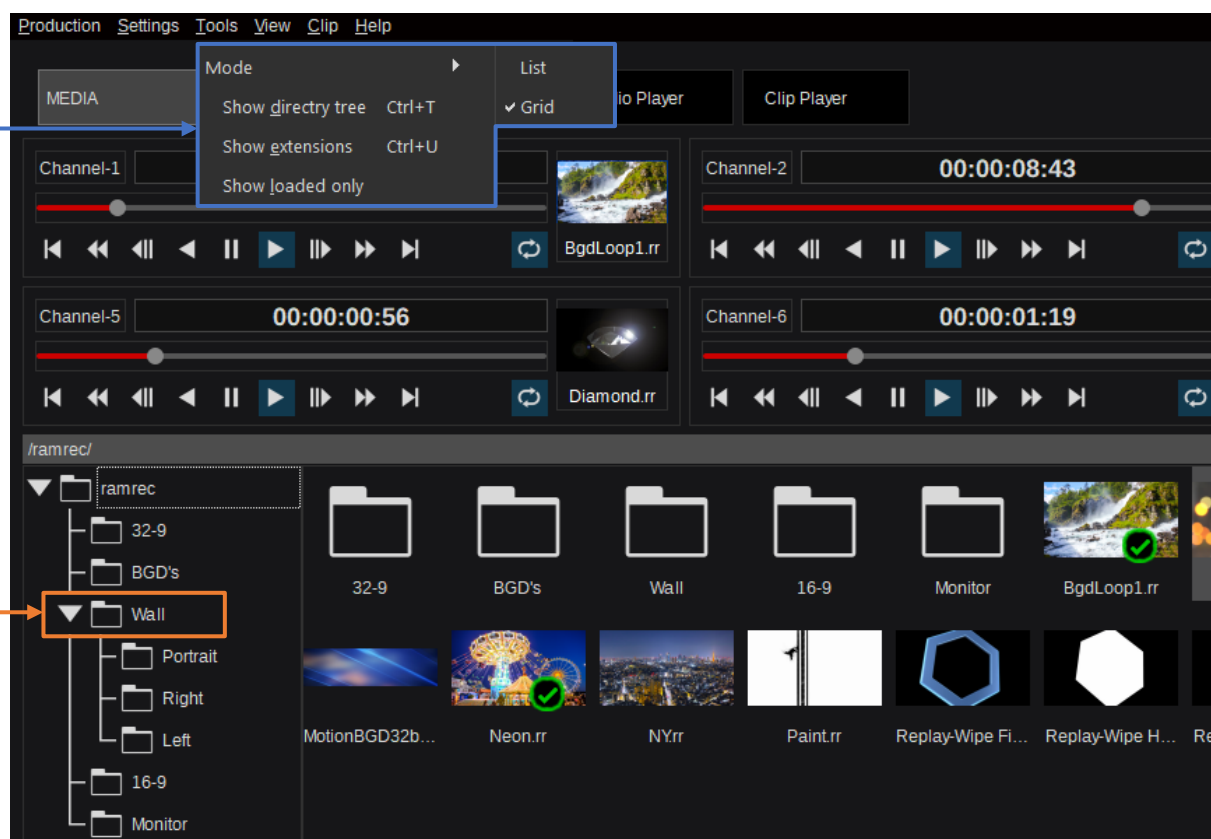 Production Settings Tools View Clip Help
Mode List
MEDIA Show directry tree Ctrl+T Grid io Player Clip Player
Show extensions Ctrl+U
Channel-1 Channel-2 00:00:08:43
Show loaded only
BgdLoop1.rr
Channel-5 00:00:00:56 Channel-6 00:00:01:19
Diamond.rr
/ramrec/
ramrec
32-9
BGD's
32-9 BGD's Wall 16-9 Monitor BgdLoop1.rr
Wall
Portrait
Right
Left MotionBGD32b... Neon.rr NY.rr Paint.rr Replay-Wipe Fi... Replay-Wipe H... Re
16-9
Monitor